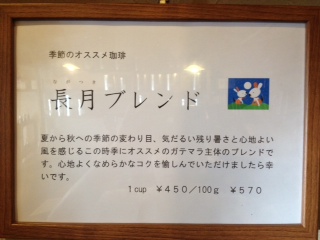 季節のオススメ珈琲
ながつき
長月ブレンド
夏から秋への季節の変わり目、気だるい残り暑さと心地よい
風を感じるこの時季にオススメのガテマラ主体のブレンドで
す。心地よくなめらかなコクを愉しんでいただけましたら幸
いです。
1cup ￥450/100g ￥570